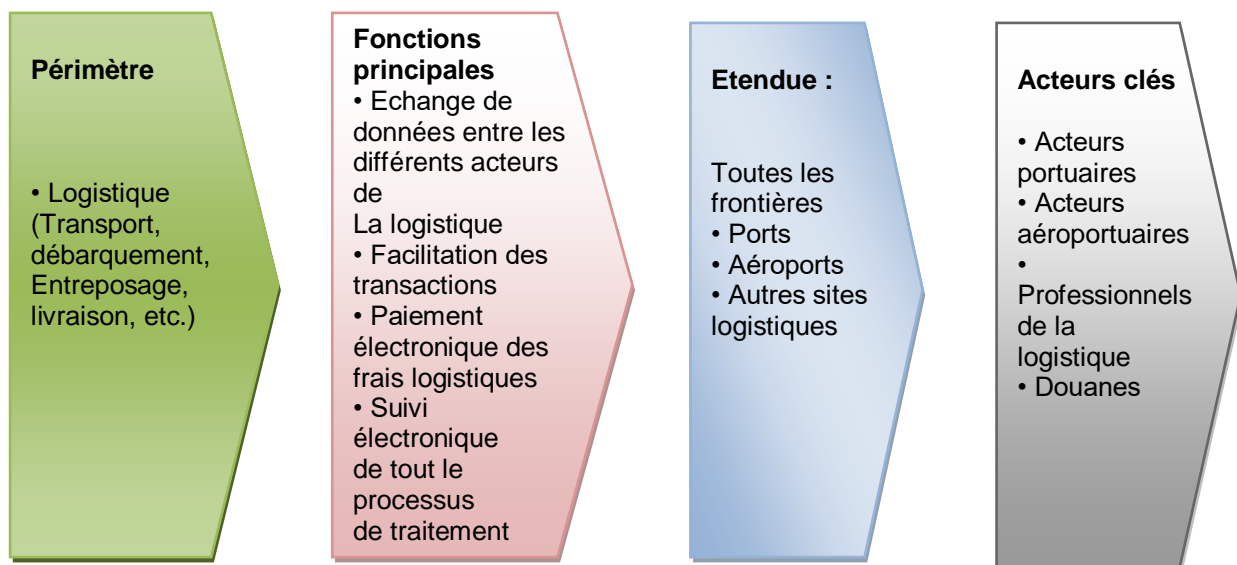 Périmètre
• Logistique
(Transport,
débarquement,
Entreposage,
livraison, etc.)
Fonctions
principales
• Echange de
données entre les
différents acteurs
de
La logistique
• Facilitation des
transactions
• Paiement
électronique des
frais logistiques
• Suivi
électronique
de tout le
processus
de traitement
Etendue :
Toutes les
frontières
• Ports
• Aéroports
• Autres sites
logistiques
Acteurs clés
• Acteurs
portuaires
• Acteurs
aéroportuaires
•
Professionnels
de la
logistique
• Douanes